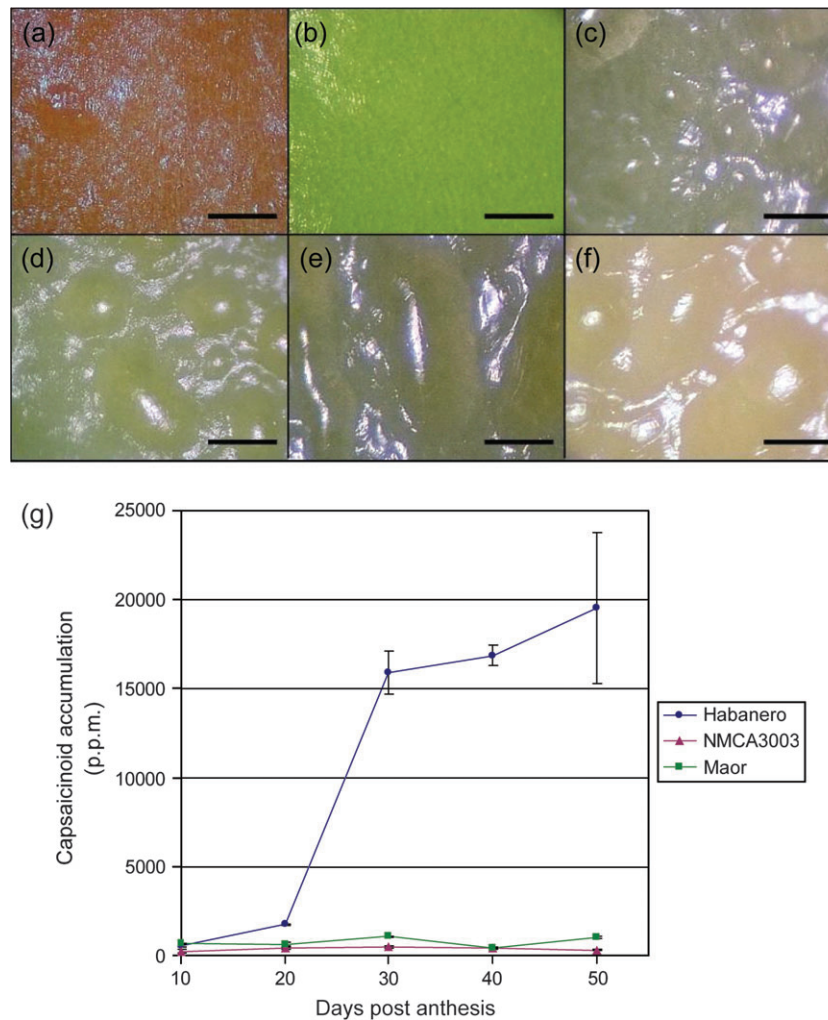 (a)
(b)
(c)
(d)
(e)
(f)
(g)
25000
20000
15000
10000
5000
0
Capsaicinoid accumulation
(p.p.m.)
10 20 30 40 50
Days post anthesis
Habanero
NMCA3003
Maor